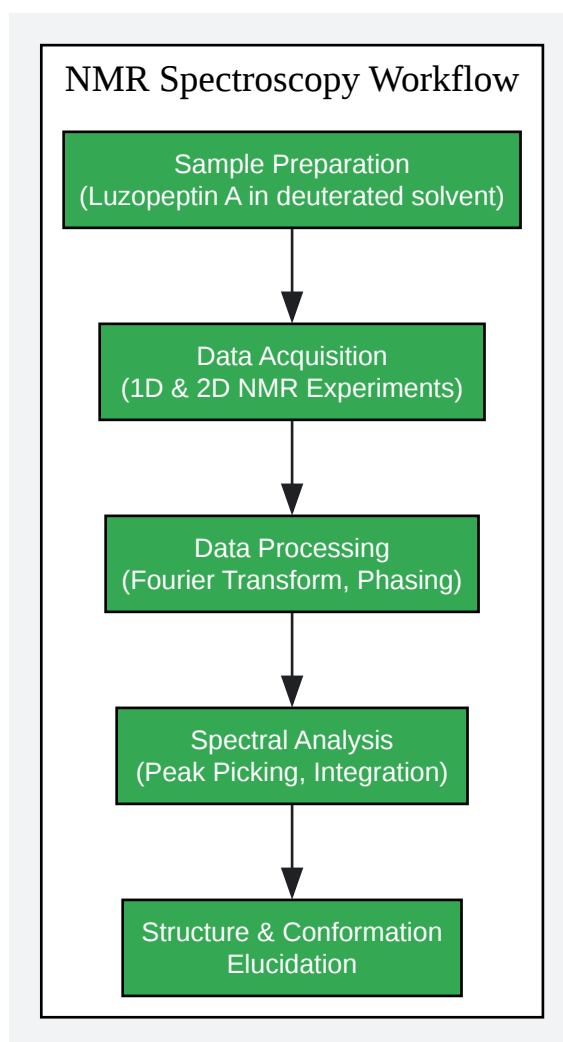 NMR Spectroscopy Workflow
Sample Preparation
(Luzopeptin A in deuterated solvent)
Data Acquisition
(1D & 2D NMR Experiments)
Data Processing
(Fourier Transform, Phasing)
Spectral Analysis
(Peak Picking, Integration)
Structure & Conformation
Elucidation